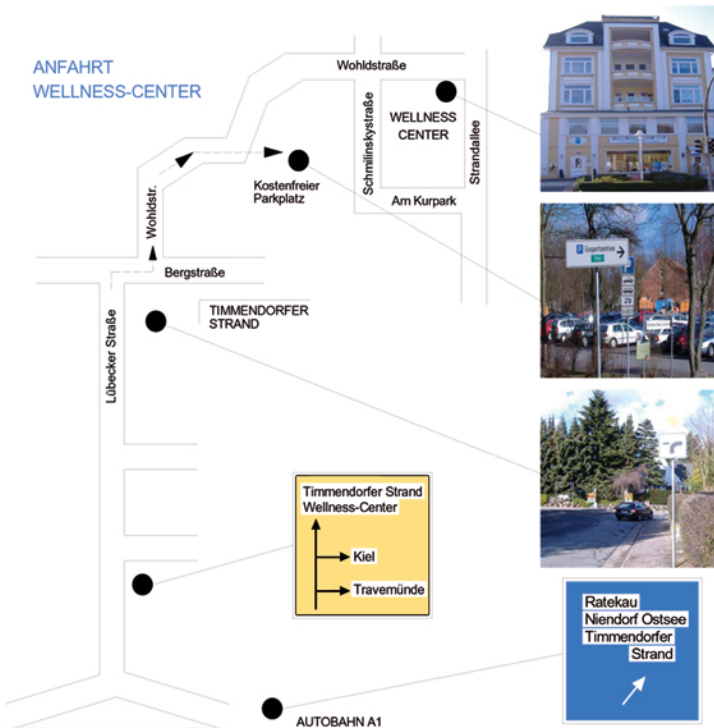 ANFAHRT
WELLNESS-CENTER
Wohldstraße
WELLNESS
CENTER
Schmilinskystraße
Strandallee
Kostenfreier
Parkplatz
Am Kurpark
Wohldstr.
Bergstraße
TIMMENDORFER
STRAND
Lübecker Straße
Timmendorfer Strand
Wellness-Center
Kiel
Travemünde
Ratekau
Niendorf Ostsee
Timmendorfer
Strand
AUTOBAHN A1
P